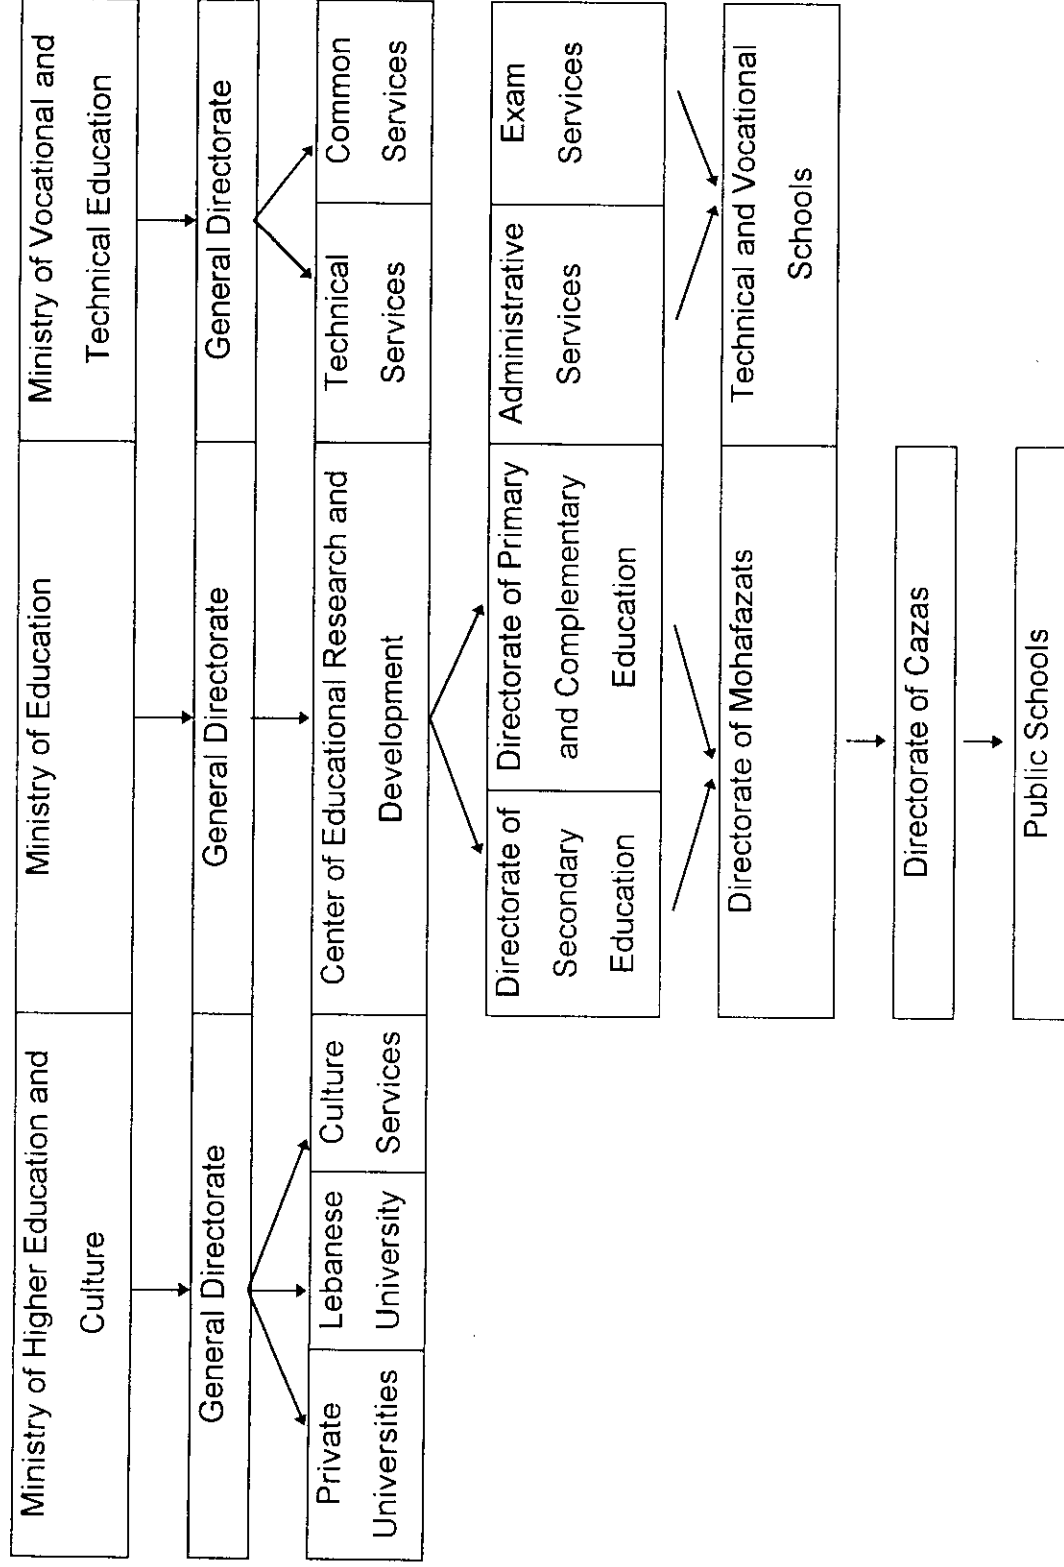 Ministry of Higher Education and
Culture
Ministry of Education
Ministry of Vocational and
Technical Education
General Directorate
General Directorate
General Directorate
Private
Universities
Lebanese
University
Culture
Services
Center of Educational Research and
Development
Technical
Services
Common
Services
Directorate of
Secondary
Education
Directorate of Primary
and Complementary
Education
Administrative
Services
Exam
Services
Directorate of Mohafazats
Technical and Vocational
Schools
Directorate of Cazas
Public Schools